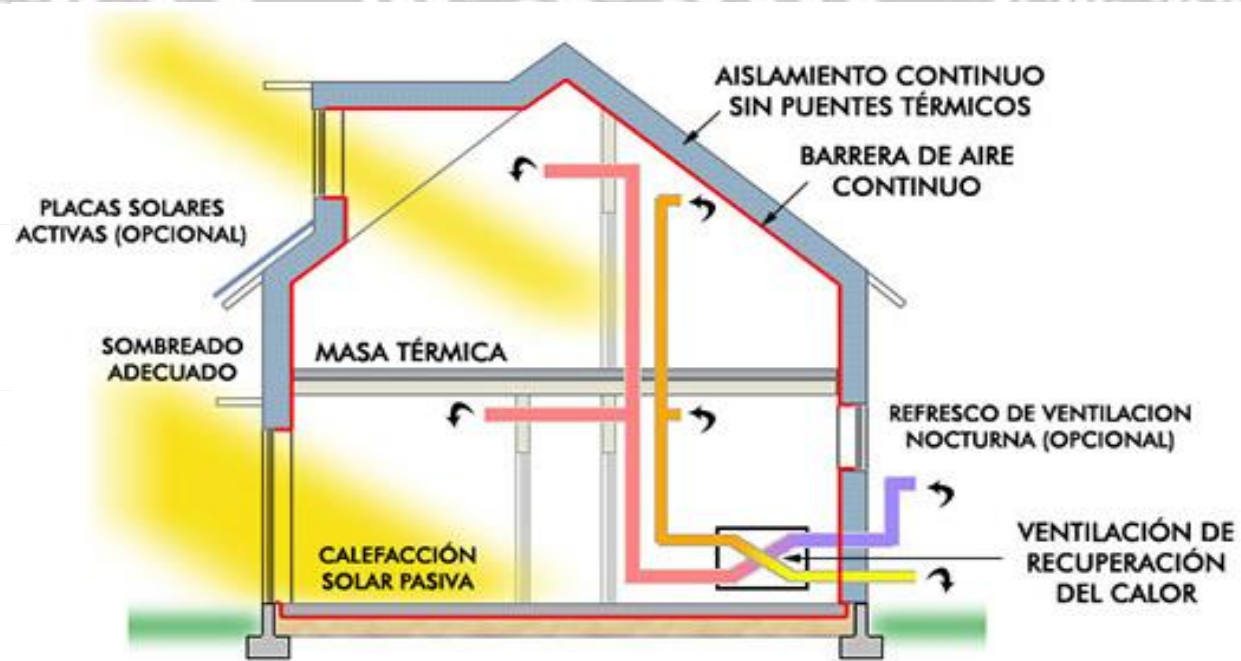 AISLAMIENTO CONTINUO
SIN PUENTES TÉRMICOS
BARRERA DE AIRE
CONTINUO
PLACAS SOLARES
ACTIVAS (OPCIONAL)
SOMBREADO
ADECUADO
MASA TÉRMICA
REFRESCO DE VENTILACION
NOCTURNA (OPCIONAL)
CALEFACCIÓN
SOLAR PASIVA
VENTILACIÓN DE
RECUPERACIÓN
DEL CALOR